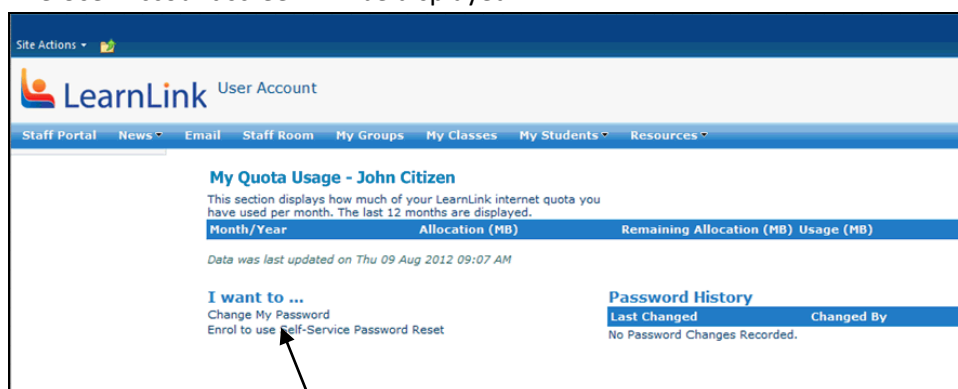 Site Actions
LearnLink User Account
Staff Portal News Email Staff Room My Groups My Classes My Students Resources
My Quota Usage - John Citizen
This section displays how much of your LearnLink internet quota you
have used per month. The last 12 months are displayed.
Month/Year Allocation (MB) Remaining Allocation (MB) Usage (MB)
Data was last updated on Thu 09 Aug 2012 09:07 AM
I want to ...
Change My Password
Enrol to use Self-Service Password Reset
Password History
Last Changed Changed By
No Password Changes Recorded.